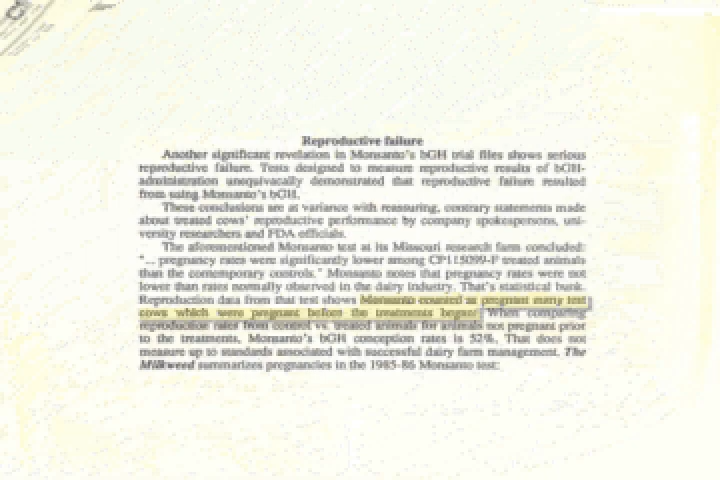 Reproductive failure
Another significant revelation in Monsanto's bGH trial files shows serious
reproductive failure. Tests designed to measure reproductive results of bGH-
administration unequivacally demonstrated that reproductive failure resulted
from using Monsanto's bGH.
These conclusions are at variance with reassuring, contrary statements made
about treated cows' reproductive performance by company spokespersons, uni-
versity researchers and FDA officials.
The aforementioned Monsanto test at its Missouri research farm concluded:
"... pregnancy rates were significantly lower among CP115099-F treated animals
than the contemporary controls." Monsanto notes that pregnancy rates were not
lower than rates normally observed in the dairy industry. That's statistical bunk.
Reproduction data from that test shows Monsanto counted as pregnant many test
cows which were pregnant before the treatments began! When comparing
reproduction rates from control vs. treated animals for animals not pregnant prior
to the treatments, Monsanto's bGH conception rates is 52%. That does not
measure up to standards associated with successful dairy farm management. The
Milkweed summarizes pregnancies in the 1985-86 Monsanto test: